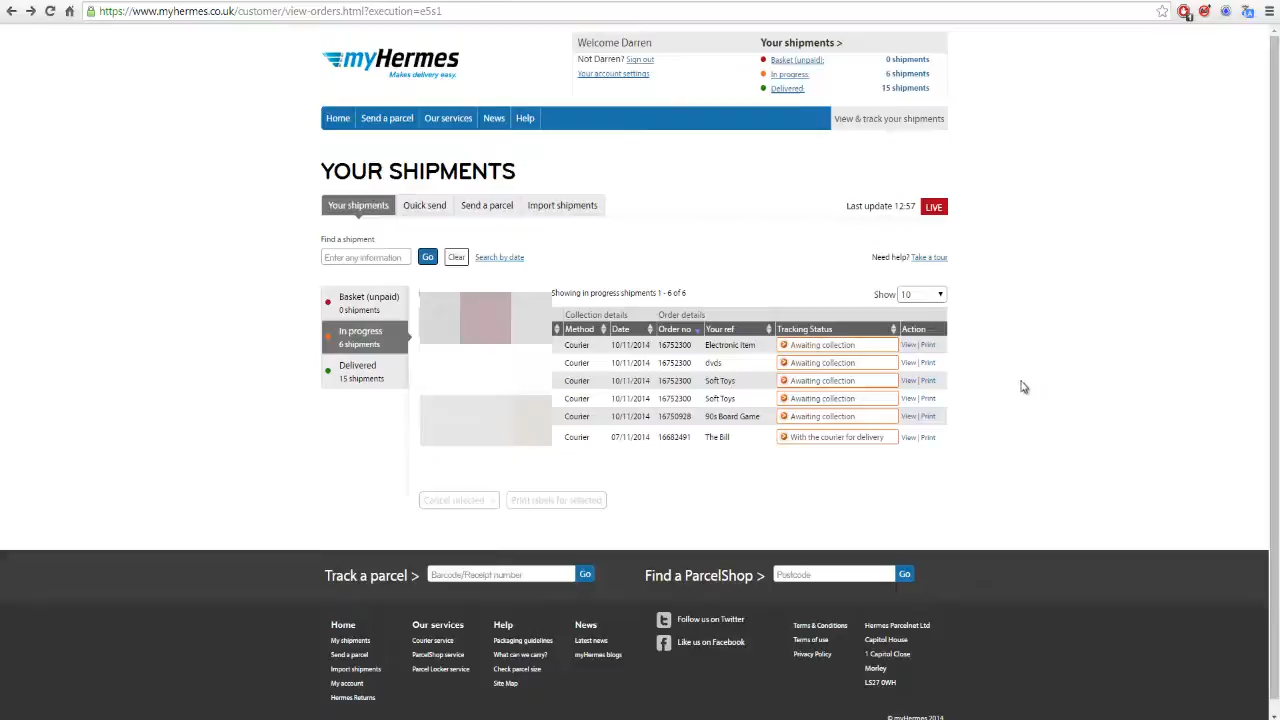 https://www.myhermes.co.uk/customer/view-orders.html?execution=e5s1
myHermes
Makes delivery easy.
Welcome Darren
Your shipments >
Not Darren? Sign out
Basket (unpaid): 0 shipments
Your account settings
In progress: 6 shipments
Delivered: 15 shipments
Home Send a parcel Our services News Help View & track your shipments
YOUR SHIPMENTS
Your shipments Quick send Send a parcel Import shipments Last update 12:57 LIVE
Find a shipment
Enter any information Go Clear Search by date Need help? Take a tour
Basket (unpaid)
0 shipments
In progress
6 shipments
Delivered
15 shipments
Showing in progress shipments 1 - 6 of 6 Show 10
Collection details Order details
Method Date Order no Your ref Tracking Status Action
Courier 10/11/2014 16752300 Electronic Item Awaiting collection View | Print
Courier 10/11/2014 16752300 dvds Awaiting collection View | Print
Courier 10/11/2014 16752300 Soft Toys Awaiting collection View | Print
Courier 10/11/2014 16752300 Soft Toys Awaiting collection View | Print
Courier 10/11/2014 16750928 90s Board Game Awaiting collection View | Print
Courier 07/11/2014 16682491 The Bill With the courier for delivery View | Print
Cancel selected > Print labels for selected
Track a parcel > Barcode/Receipt number Go Find a ParcelShop > Postcode Go
Home
My shipments
Send a parcel
Import shipments
My account
Hermes Returns
Our services
Courier service
ParcelShop service
Parcel Locker service
Help
Packaging guidelines
What can we carry?
Check parcel size
Site Map
News
Latest news
myHermes blogs
Follow us on Twitter
Like us on Facebook
Terms & Conditions
Terms of use
Privacy Policy
Hermes Parcelnet Ltd
Capitol House
1 Capitol Close
Morley
LS27 0WH
© myHermes 2014